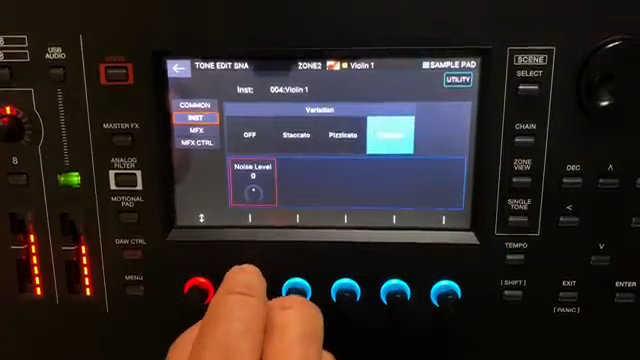 USB
AUDIO
MODE
TONE EDIT SNA
ZONE2
Violin 1
SAMPLE PAD
UTILITY
Inst:
004:Violin 1
COMMON
INST
MFX
MFX CTRL
Variation
OFF
Staccato
Pizzicato
Noise Level
0
MASTER FX
ANALOG
FILTER
MOTIONAL
PAD
DAW CTRL
MENU
8
SCENE
SELECT
CHAIN
ZONE
VIEW
SINGLE
TONE
TEMPO
[SHIFT]
DEC
EXIT
[PANIC]
ENTER